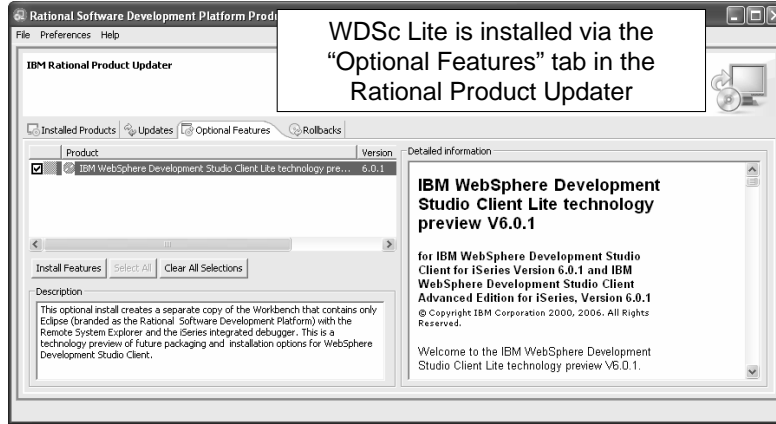 Rational Software Development Platform
WDSc Lite is installed via the
“Optional Features” tab in the
Rational Product Updater
File Preferences Help
IBM Rational Product Updater
Installed Products Updates Optional Features Rollbacks
Product Version
IBM WebSphere Development Studio Client Lite technology pre... 6.0.1
Install Features Select All Clear All Selections
Description
This optional install creates a separate copy of the Workbench that contains only
Eclipse (branded as the Rational Software Development Platform) with the
Remote System Explorer and the iSeries integrated debugger. This is a
technology preview of future packaging and installation options for WebSphere
Development Studio Client.
Detailed information
IBM WebSphere Development
Studio Client Lite technology
preview V6.0.1
for IBM WebSphere Development Studio
Client for iSeries Version 6.0.1 and IBM
WebSphere Development Studio Client
Advanced Edition for iSeries, Version 6.0.1
© Copyright IBM Corporation 2000, 2006. All Rights
Reserved.
Welcome to the IBM WebSphere Development
Studio Client Lite technology preview V6.0.1.